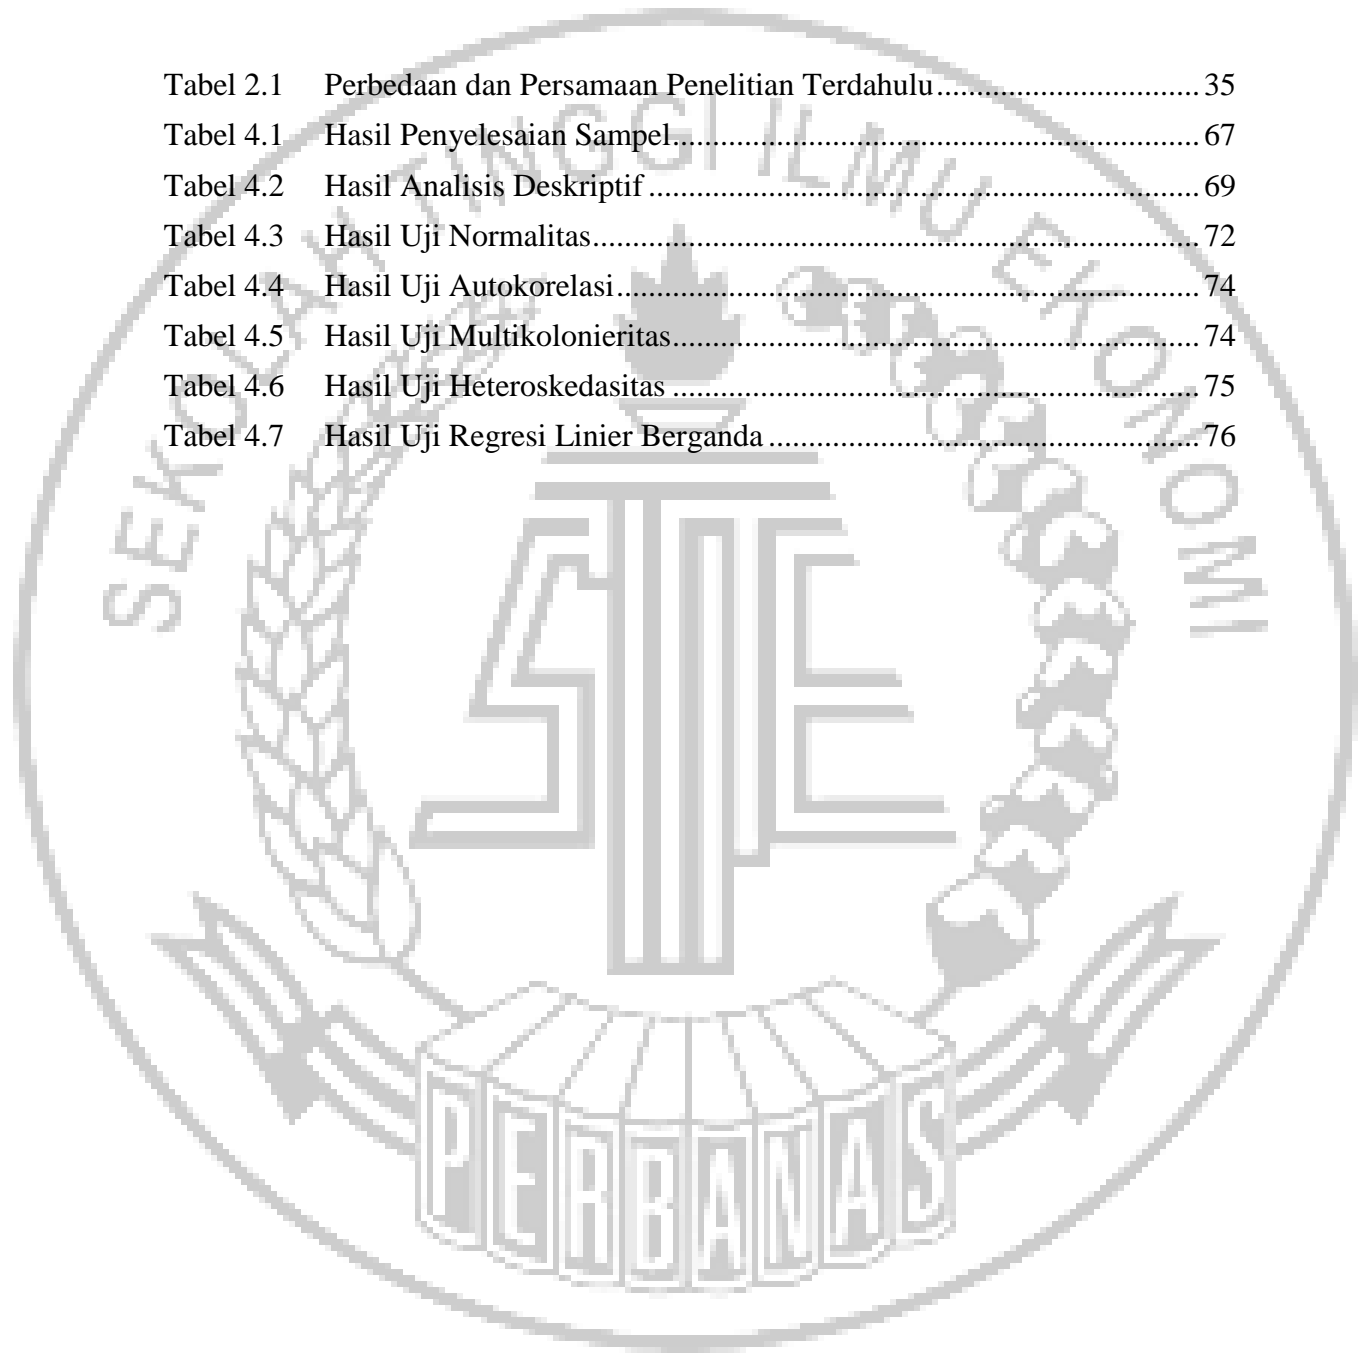 Tabel 2.1 Perbedaan dan Persamaan Penelitian Terdahulu 35
Tabel 4.1 Hasil Penyelesaian Sampel 67
Tabel 4.2 Hasil Analisis Deskriptif 69
Tabel 4.3 Hasil Uji Normalitas 72
Tabel 4.4 Hasil Uji Autokorelasi 74
Tabel 4.5 Hasil Uji Multikolonieritas 74
Tabel 4.6 Hasil Uji Heteroskedasitas 75
Tabel 4.7 Hasil Uji Regresi Linier Berganda 76
SEKOLAH TINGGI ILMU EKONOMI
STIE
PERBANAS